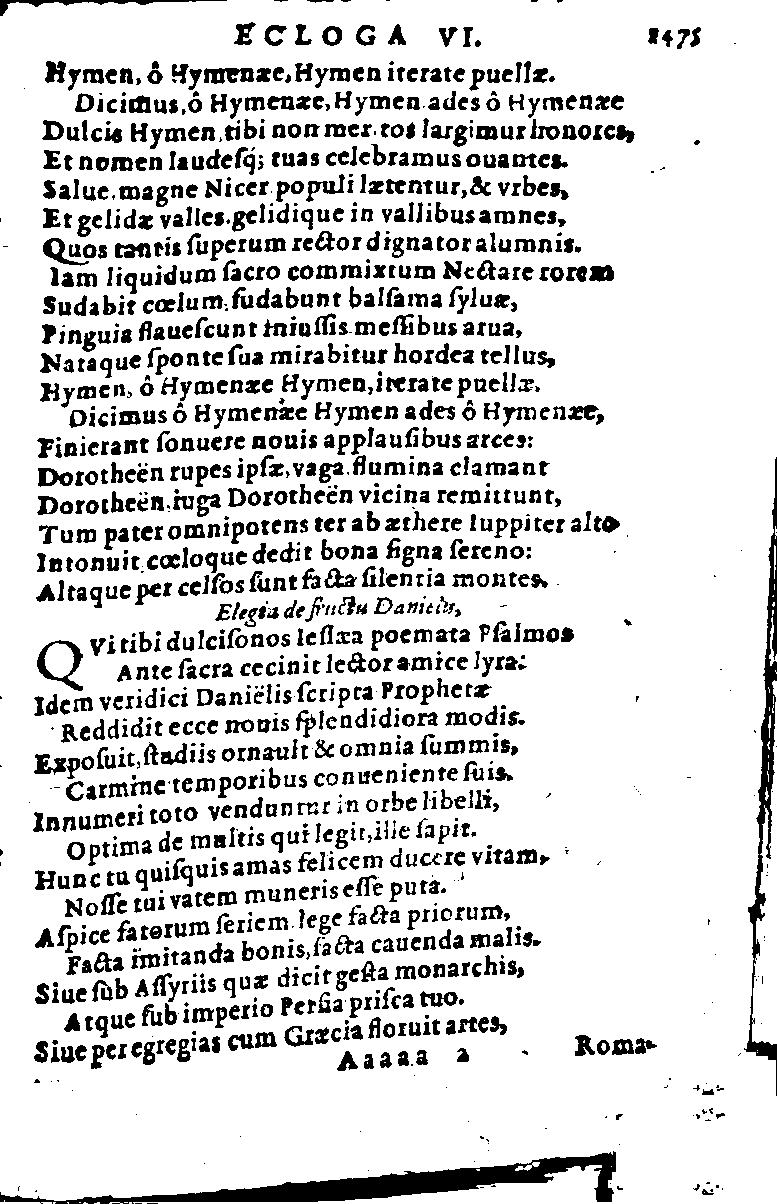 ECLOGA VI. 1475
Hymen, ô Hymenæe, Hymen iterate puellæ.
Dicimus, ô Hymenæe, Hymen ades ô Hymenæe
Dulcis Hymen, tibi non mer.tos largimur honores,
Et nomen laudeſq́; tuas celebramus ouantes.
Salue magne Nicer populi lætentur, & vrbes,
Et gelidæ valles, gelidique in vallibus amnes,
Quos tantis ſuperum rector dignator alumnis.
Iam liquidum ſacro commixtum Nectare rorem
Sudabit cœlum, ſudabunt balſama ſyluæ,
Pinguia flaueſcunt iniuſſis meſſibus arua,
Nataque ſponte ſua mirabitur hordea tellus,
Hymen, ô Hymenæe Hymen, iterate puellæ.
Dicimus ô Hymenæe Hymen ades ô Hymenæe,
Finierant ſonuere nouis applauſibus arces:
Dorotheën rupes ipſæ, vaga flumina clamant
Dorotheën, iuga Dorotheën vicina remittunt,
Tum pater omnipotens ter ab æthere Iuppiter alto
Intonuit, cœloque dedit bona ſigna ſereno:
Altaque per celſos ſunt facta ſilentia montes.
Elegia de fructu Danielis,
QVi tibi dulciſonos Ieſſæa poemata Pſalmos
Ante ſacra cecinit lector amice lyra:
Idem veridici Daniëlis ſcripta Prophetæ
Reddidit ecce nouis ſplendidiora modis.
Expoſuit, ſtudiis ornauit & omnia ſummis,
Carmine temporibus conueniente ſuis.
Innumeri toto venduntur in orbe libelli,
Optima de multis qui legit, ille ſapit.
Hunc tu quiſquis amas felicem ducere vitam,
Noſſe tui vatem muneris eſſe puta.
Aſpice fatorum ſeriem lege facta priorum,
Facta imitanda bonis, facta cauenda malis.
Siue ſub Aſſyriis quæ dicit geſta monarchis,
Atque ſub imperio Perſia priſca tuo.
Siue per egregias cum Græcia floruit artes,
Aaaaa 2 Roma-